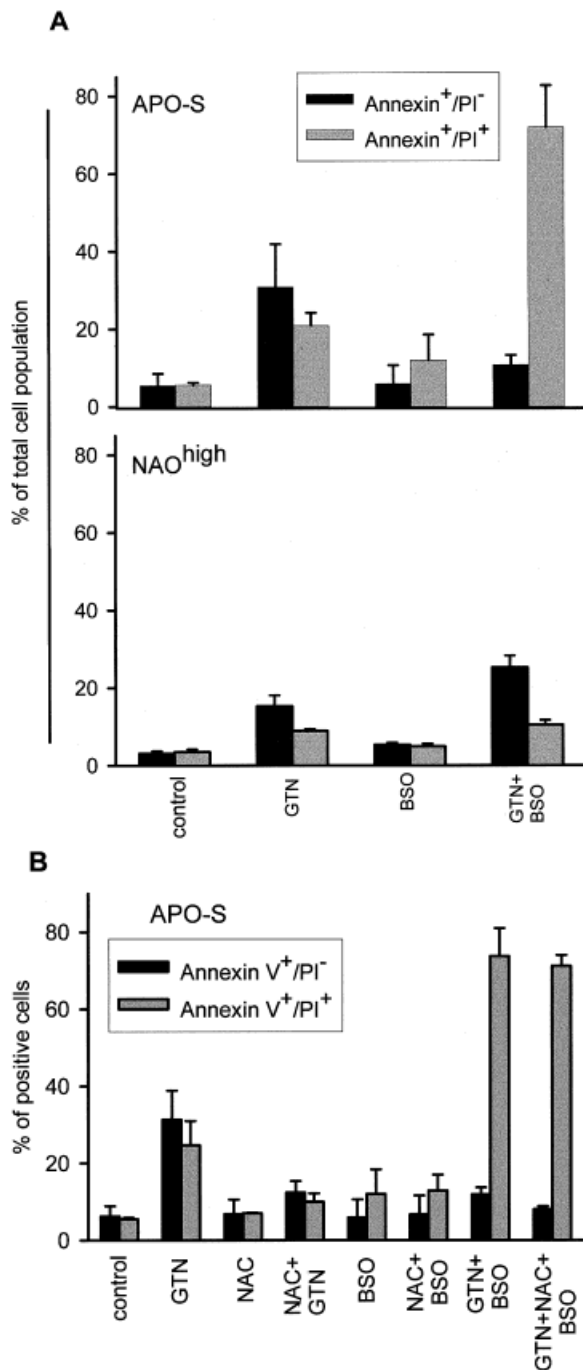 A
APO-S
Annexin+/PI-
Annexin+/PI+
80
60
40
20
0
% of total cell population
NAOhigh
80
60
40
20
0
control
GTN
BSO
GTN+
BSO
B
APO-S
Annexin V+/PI-
Annexin V+/PI+
% of positive cells
80
60
40
20
0
control
GTN
NAC
NAC+
GTN
BSO
NAC+
BSO
GTN+
BSO
GTN+NAC+
BSO